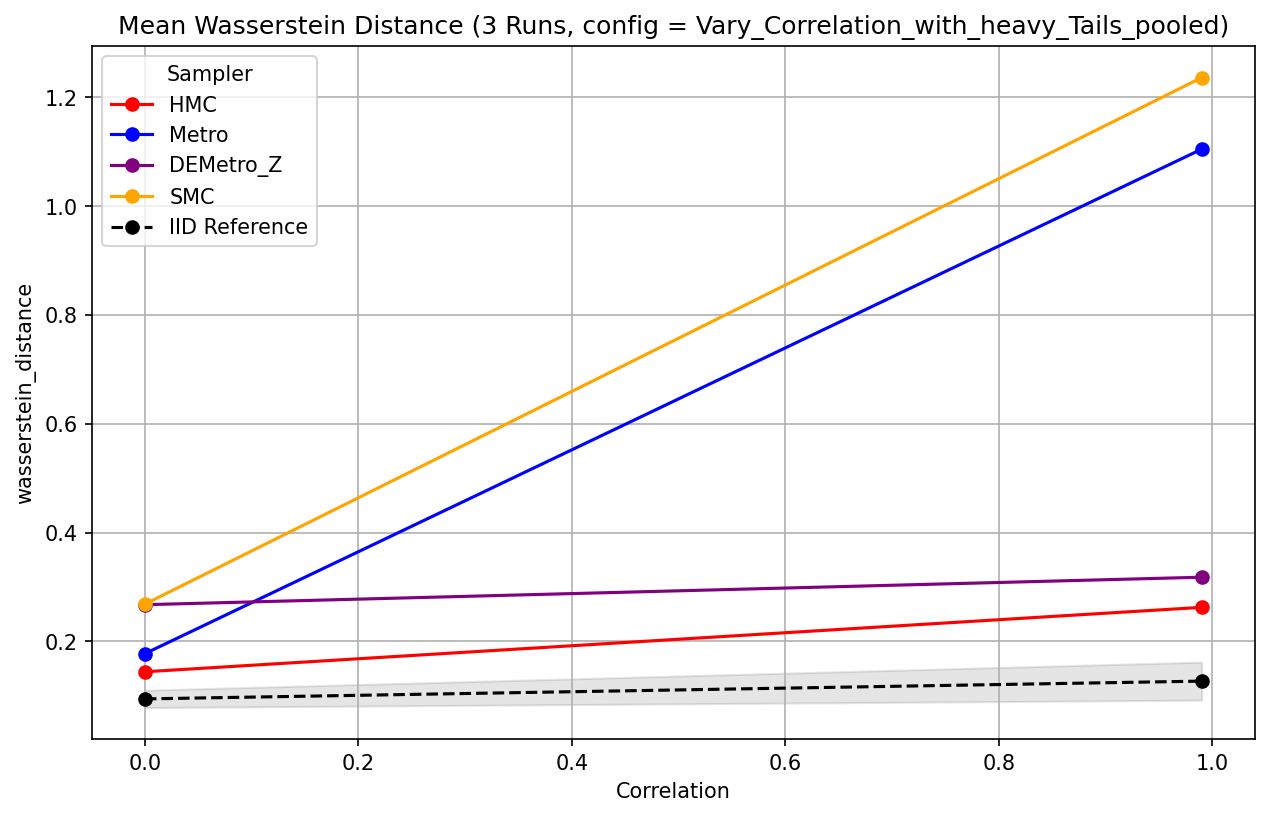 Mean Wasserstein Distance (3 Runs, config = Vary_Correlation_with_heavy_Tails_pooled)
Sampler
HMC
Metro
DEMetro_Z
SMC
IID Reference
wasserstein_distance
1.2
1.0
0.8
0.6
0.4
0.2
0.0 0.2 0.4 0.6 0.8 1.0
Correlation